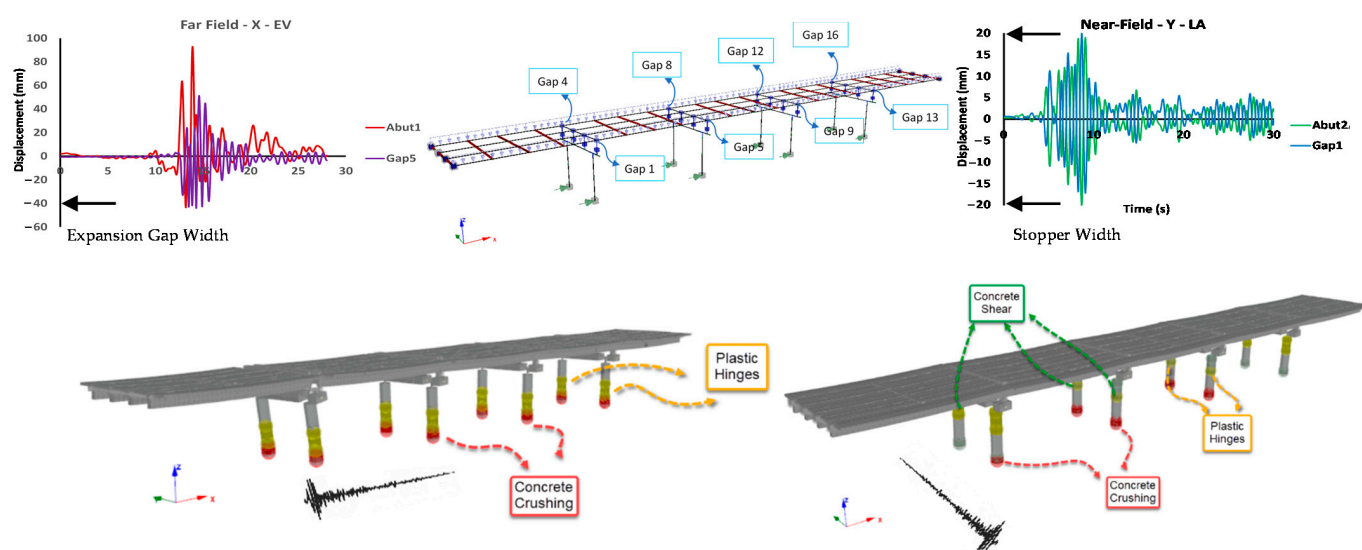 Far Field - X - EV
Displacement (mm)
100
80
60
40
20
0
−20
−40
−60
0
5
10
15
20
25
30
Abut1
Gap5
Expansion Gap Width
Gap 4
Gap 8
Gap 12
Gap 16
Gap 1
Gap 5
Gap 9
Gap 13
Z
X
Near-Field - Y - LA
Displacement (mm)
20
15
10
5
0
−5
−10
−15
−20
0
10
20
30
Time (s)
Abut2
Gap1
Stopper Width
Plastic
Hinges
Concrete
Crushing
Z
X
Concrete
Shear
Plastic
Hinges
Concrete
Crushing
Z
X